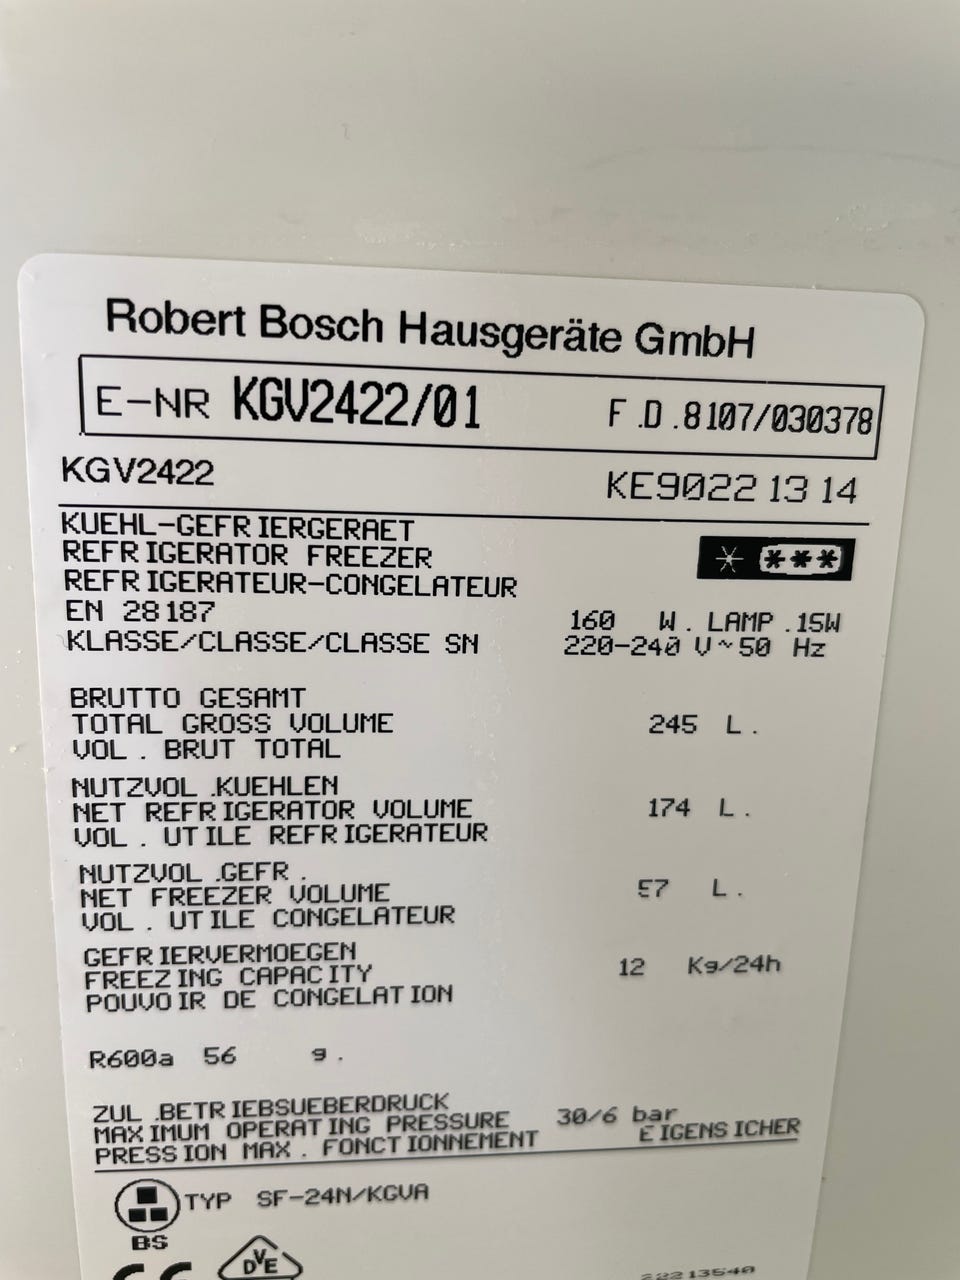 Robert Bosch Hausgeräte GmbH
E-NR KGV2422/01 F.D.8107/030378
KGV2422 KE9022 13 14
KUEHL-GEFRIERGERAET
REFRIGERATOR FREEZER
REFRIGERATEUR-CONGELATEUR
* ***
EN 28187
160 W. LAMP.15W
KLASSE/CLASSE/CLASSE SN 220-240 V~50 Hz
BRUTTO GESAMT
TOTAL GROSS VOLUME 245 L.
VOL. BRUT TOTAL
NUTZVOL.KUEHLEN
NET REFRIGERATOR VOLUME 174 L.
VOL. UTILE REFRIGERATEUR
NUTZVOL.GEFR.
NET FREEZER VOLUME 57 L.
VOL. UTILE CONGELATEUR
GEFRIERVERMOEGEN
FREEZING CAPACITY 12 Kg/24h
POUVOIR DE CONGELATION
R600a 56 g.
ZUL.BETRIEBSUEBERDRUCK
MAXIMUM OPERATING PRESSURE 30/6 bar
PRESSION MAX. FONCTIONNEMENT EIGENSICHER
TYP SF-24N/KGVA
BS
CE DVE
22213540